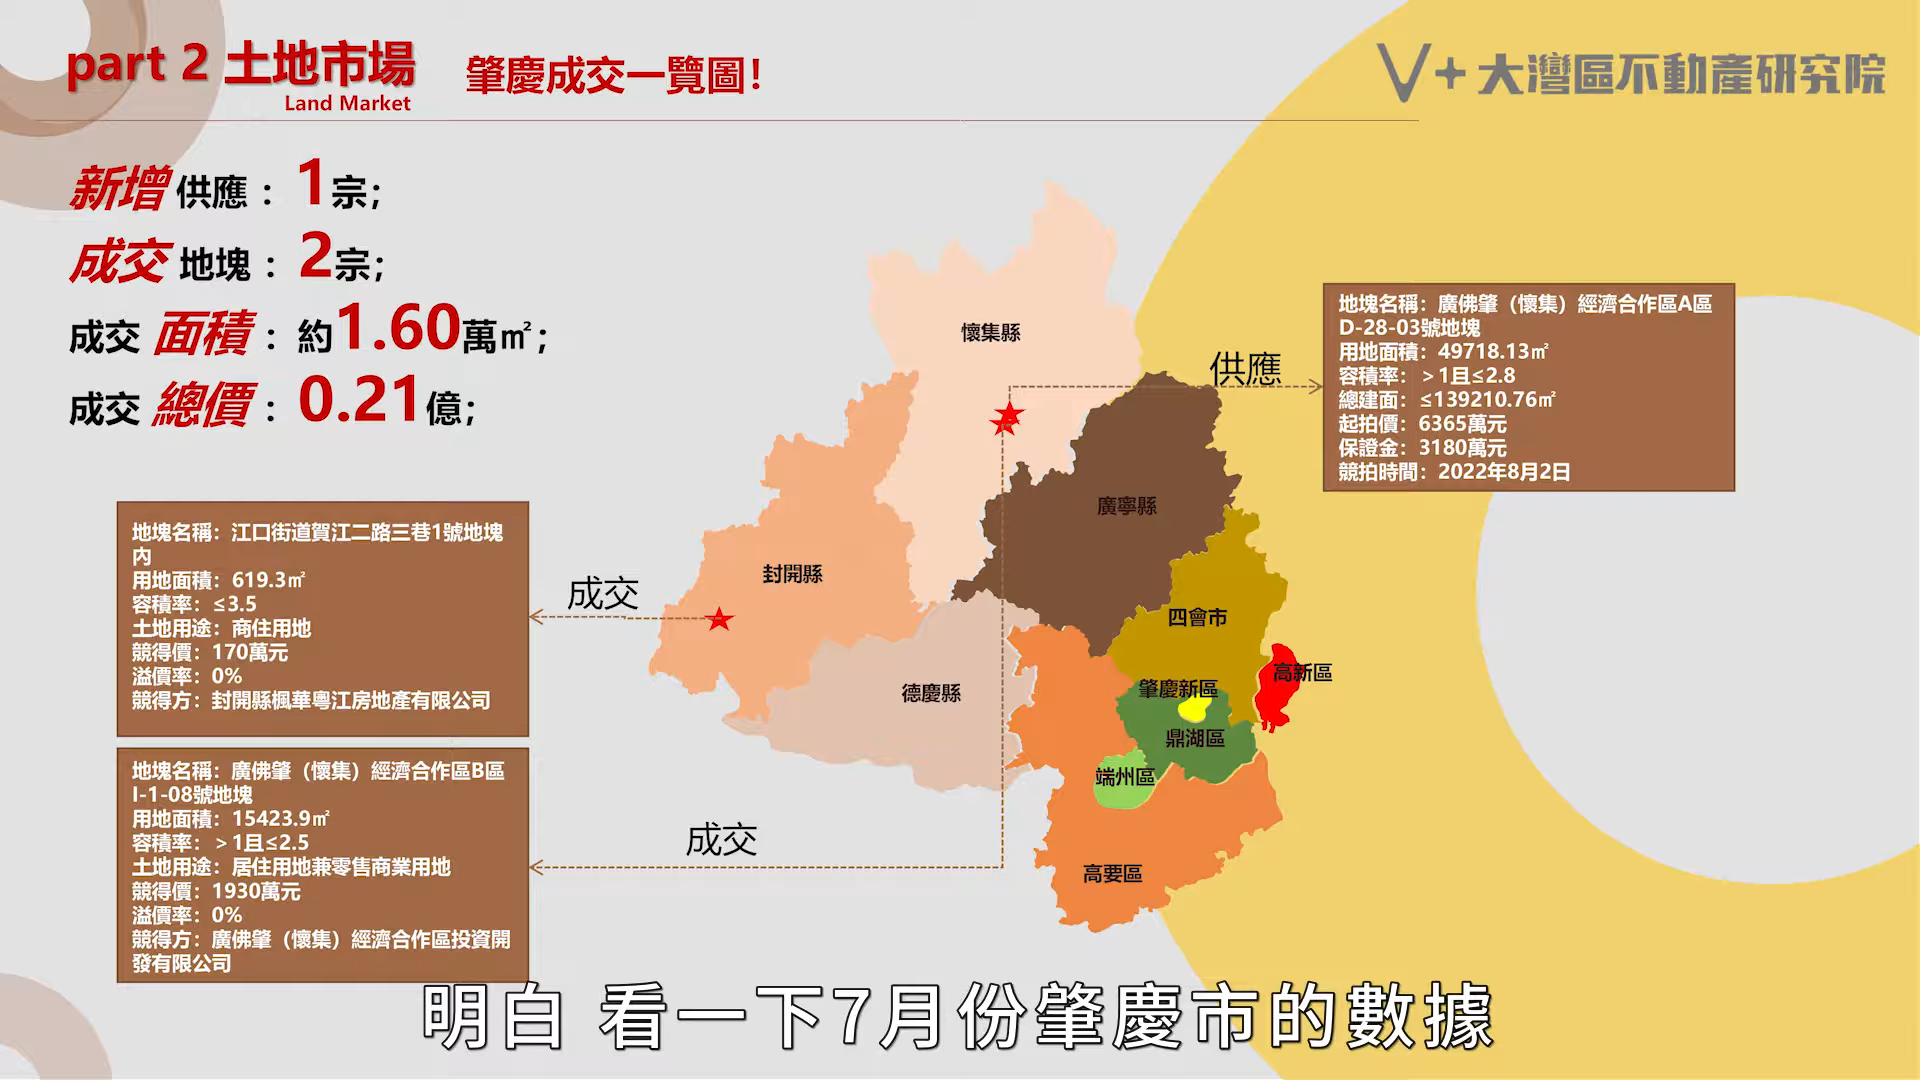 part 2 土地市場
Land Market
肇慶成交一覽圖！
V+大灣區不動產研究院
新增 供應： 1宗；
成交 地塊： 2宗；
成交 面積： 約1.60萬㎡；
成交 總價： 0.21億；
地塊名稱：廣佛肇（懷集）經濟合作區A區
D-28-03號地塊
用地面積：49718.13㎡
容積率：＞1且≤2.8
總建面：≤139210.76㎡
起拍價：6365萬元
保證金：3180萬元
競拍時間：2022年8月2日
供應
懷集縣
廣寧縣
封開縣
四會市
高新區
肇慶新區
德慶縣
鼎湖區
端州區
高要區
成交
地塊名稱：江口街道賀江二路三巷1號地塊
內
用地面積：619.3㎡
容積率：≤3.5
土地用途：商住用地
競得價：170萬元
溢價率：0%
競得方：封開縣楓華粵江房地產有限公司
成交
地塊名稱：廣佛肇（懷集）經濟合作區B區
I-1-08號地塊
用地面積：15423.9㎡
容積率：＞1且≤2.5
土地用途：居住用地兼零售商業用地
競得價：1930萬元
溢價率：0%
競得方：廣佛肇（懷集）經濟合作區投資開
發有限公司
明白 看一下7月份肇慶市的數據